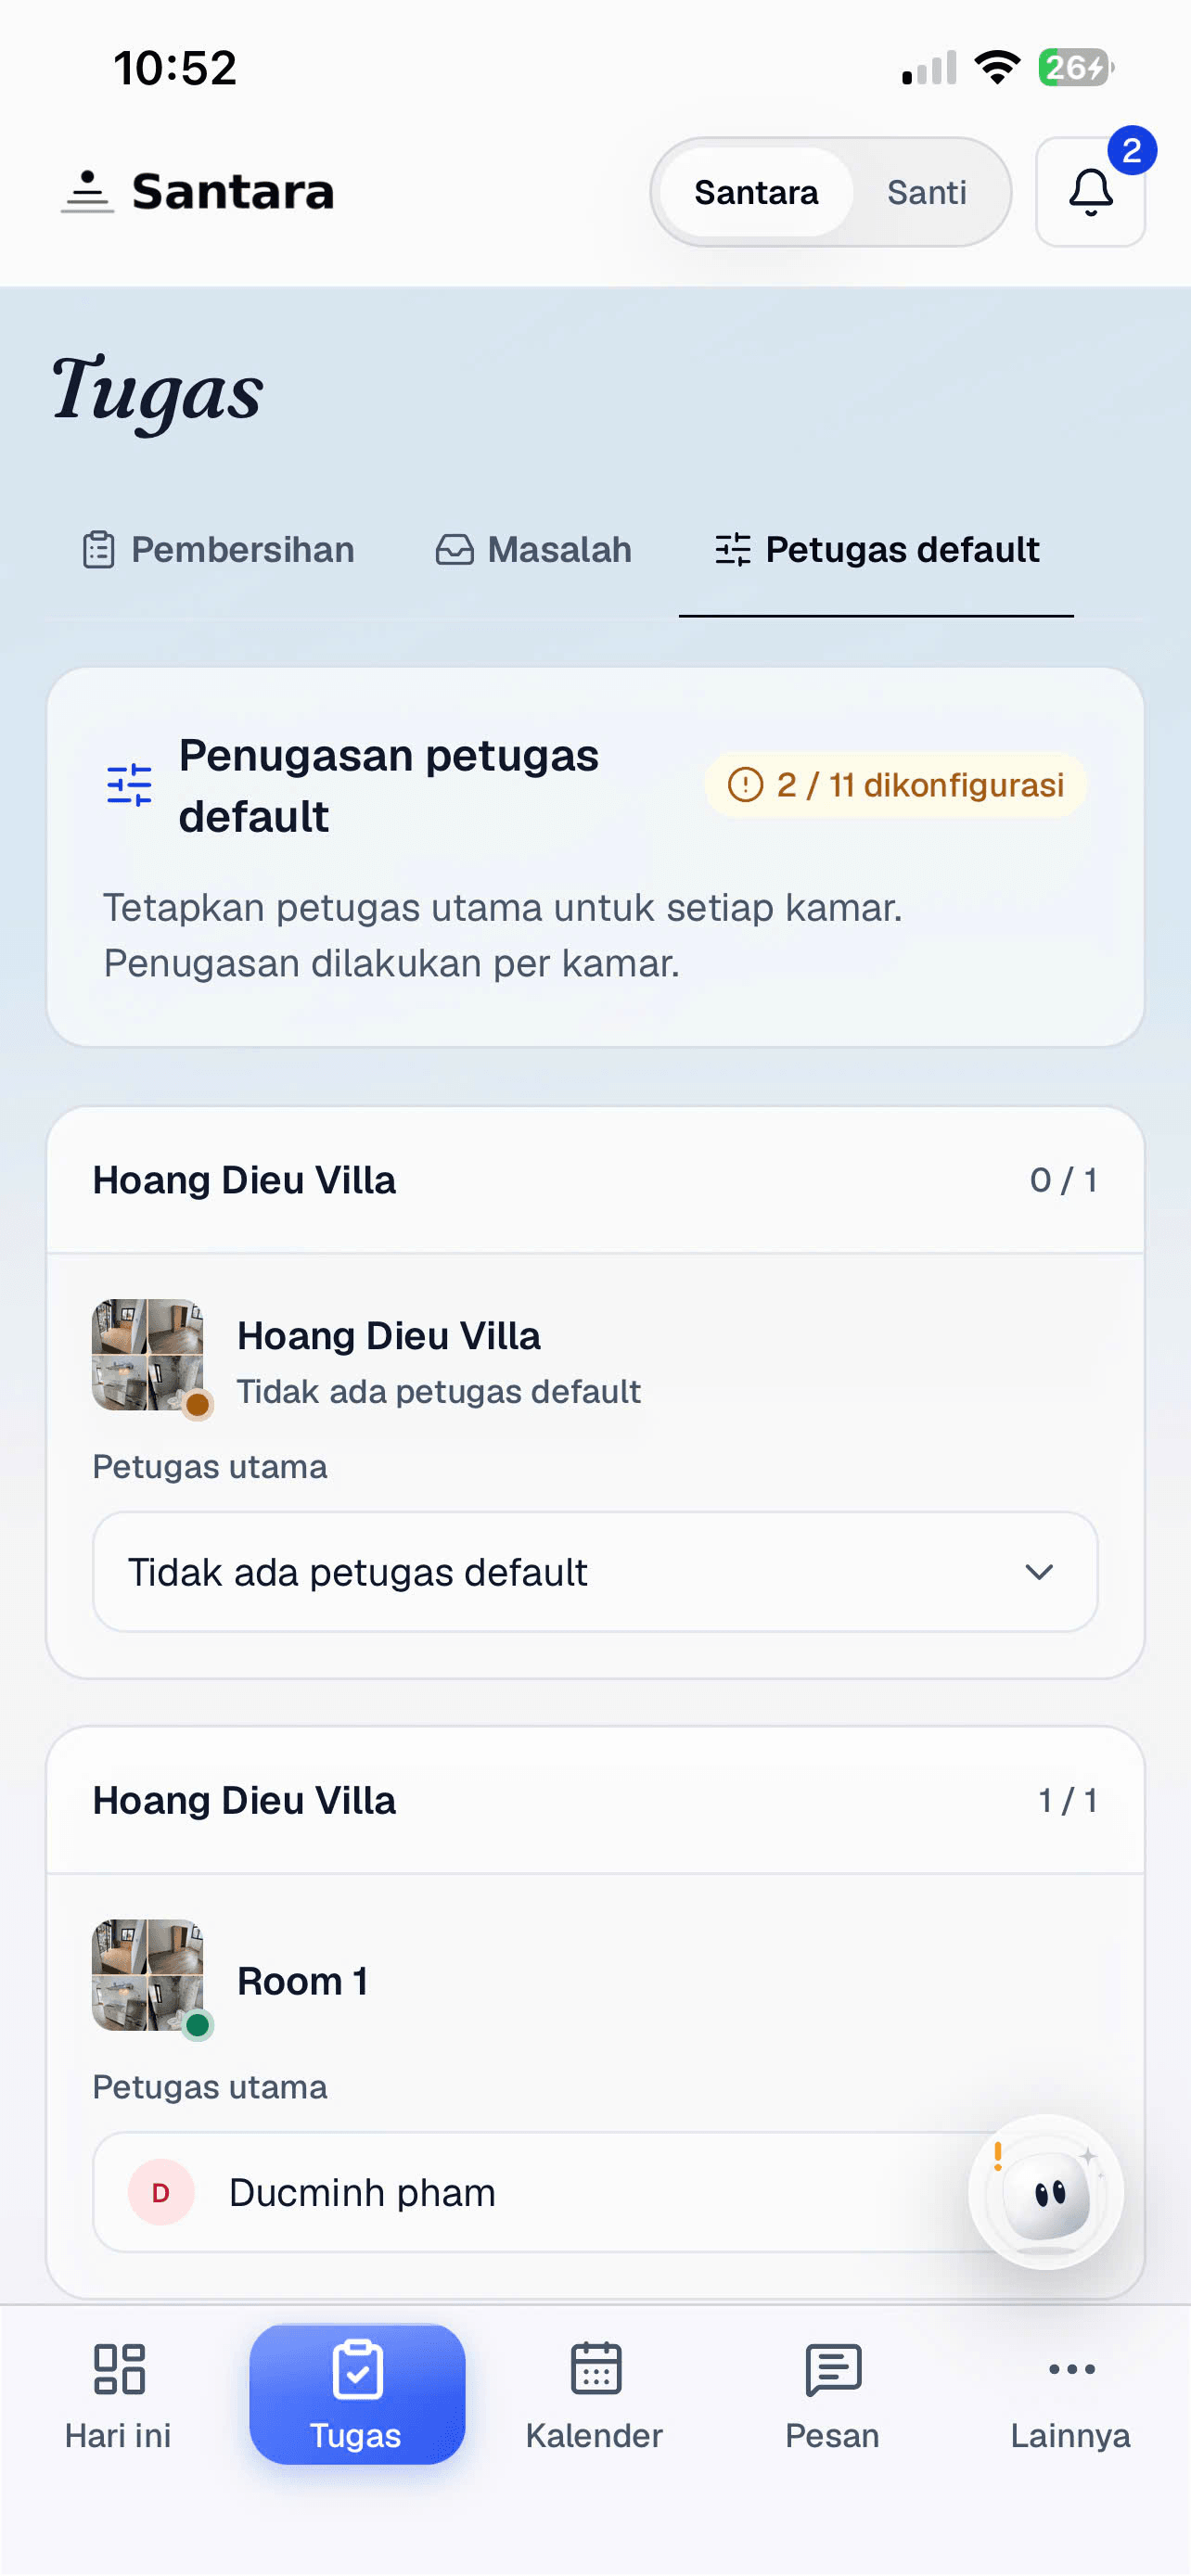 10:52
26
Santara
Santara
Santi
2
Tugas
Pembersihan
Masalah
Petugas default
Penugasan petugas
default
2 / 11 dikonfigurasi
Tetapkan petugas utama untuk setiap kamar.
Penugasan dilakukan per kamar.
Hoang Dieu Villa
0 / 1
Hoang Dieu Villa
Tidak ada petugas default
Petugas utama
Tidak ada petugas default
Hoang Dieu Villa
1 / 1
Room 1
Petugas utama
D
Ducminh pham
!
Hari ini
Tugas
Kalender
Pesan
Lainnya